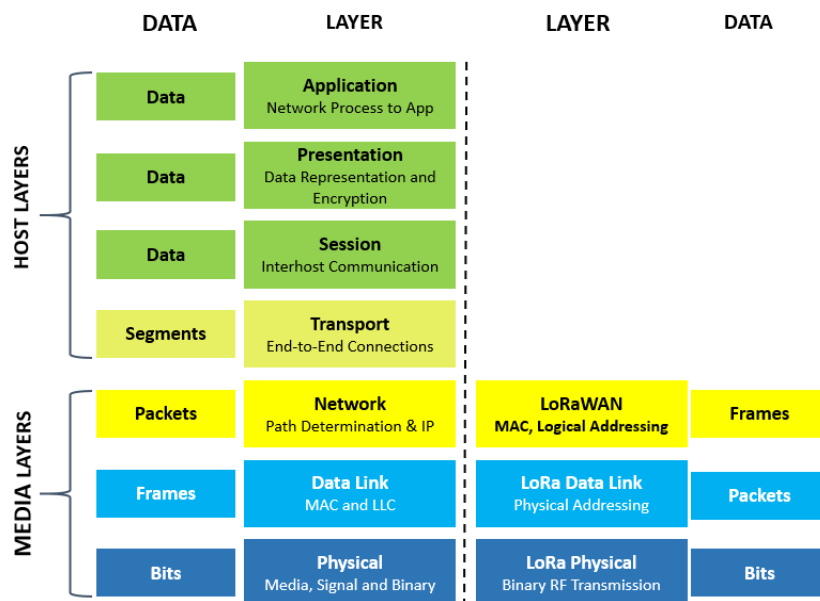 DATA LAYER LAYER DATA
HOST LAYERS
Data
Application
Network Process to App
Data
Presentation
Data Representation and
Encryption
Data
Session
Interhost Communication
Segments
Transport
End-to-End Connections
MEDIA LAYERS
Packets
Network
Path Determination & IP
LoRaWAN
MAC, Logical Addressing
Frames
Frames
Data Link
MAC and LLC
LoRa Data Link
Physical Addressing
Packets
Bits
Physical
Media, Signal and Binary
LoRa Physical
Binary RF Transmission
Bits